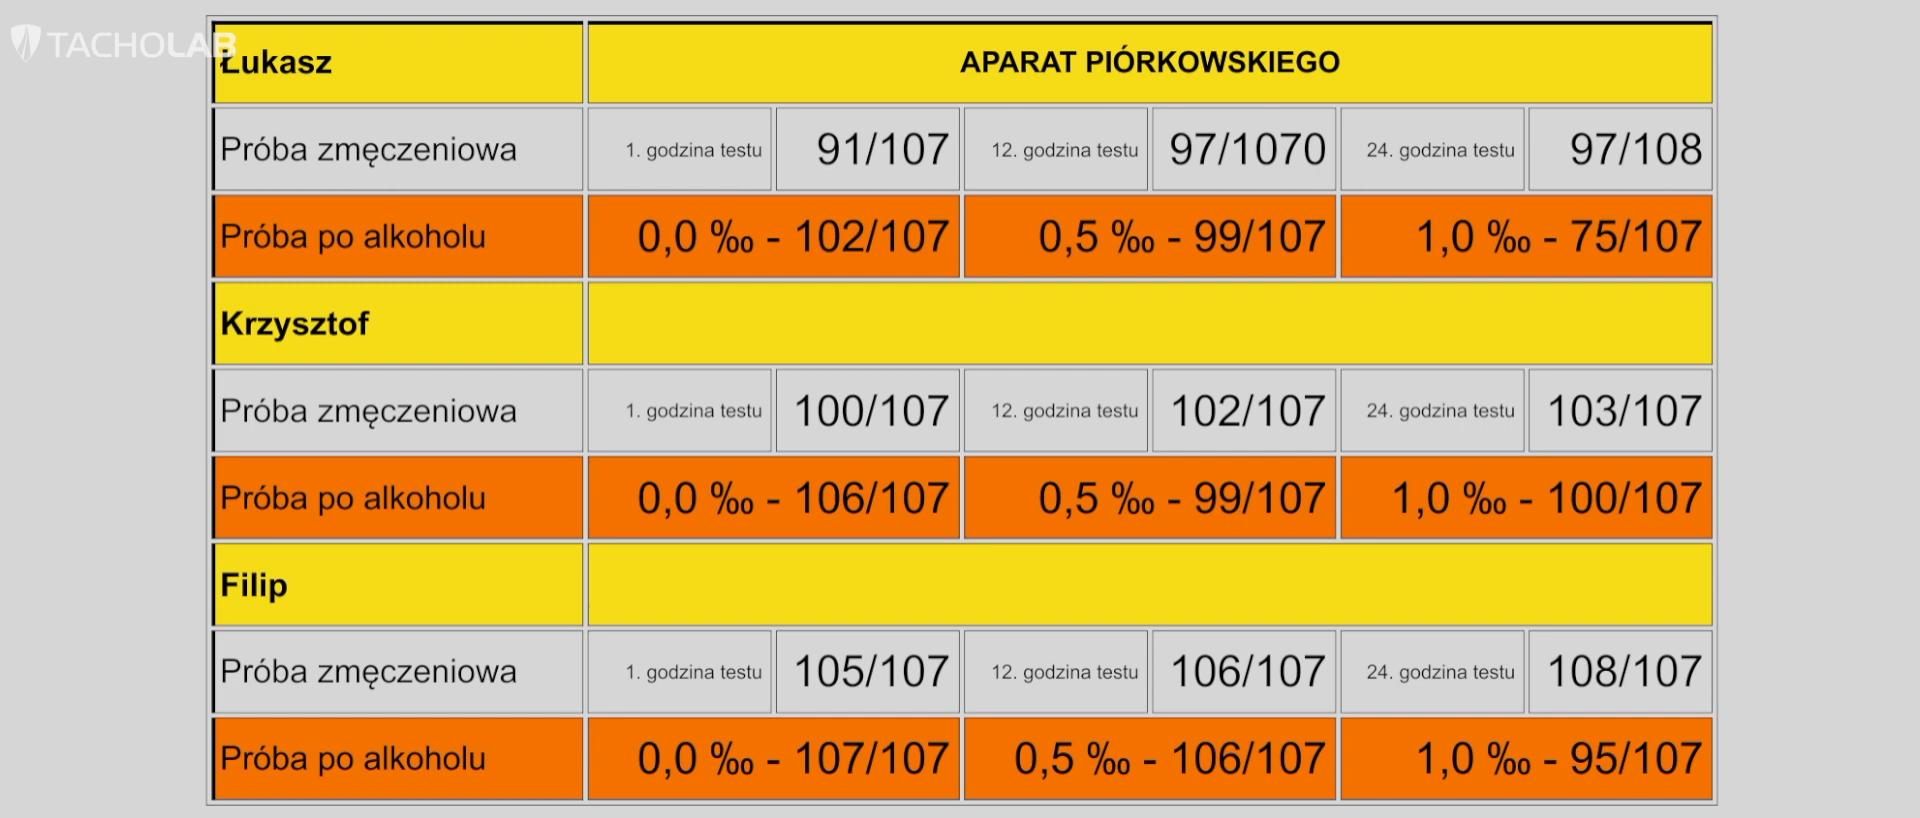 TACHOLAB
Łukasz APARAT PIÓRKOWSKIEGO
Próba zmęczeniowa 1. godzina testu 91/107 12. godzina testu 97/1070 24. godzina testu 97/108
Próba po alkoholu 0,0 ‰ - 102/107 0,5 ‰ - 99/107 1,0 ‰ - 75/107
Krzysztof
Próba zmęczeniowa 1. godzina testu 100/107 12. godzina testu 102/107 24. godzina testu 103/107
Próba po alkoholu 0,0 ‰ - 106/107 0,5 ‰ - 99/107 1,0 ‰ - 100/107
Filip
Próba zmęczeniowa 1. godzina testu 105/107 12. godzina testu 106/107 24. godzina testu 108/107
Próba po alkoholu 0,0 ‰ - 107/107 0,5 ‰ - 106/107 1,0 ‰ - 95/107